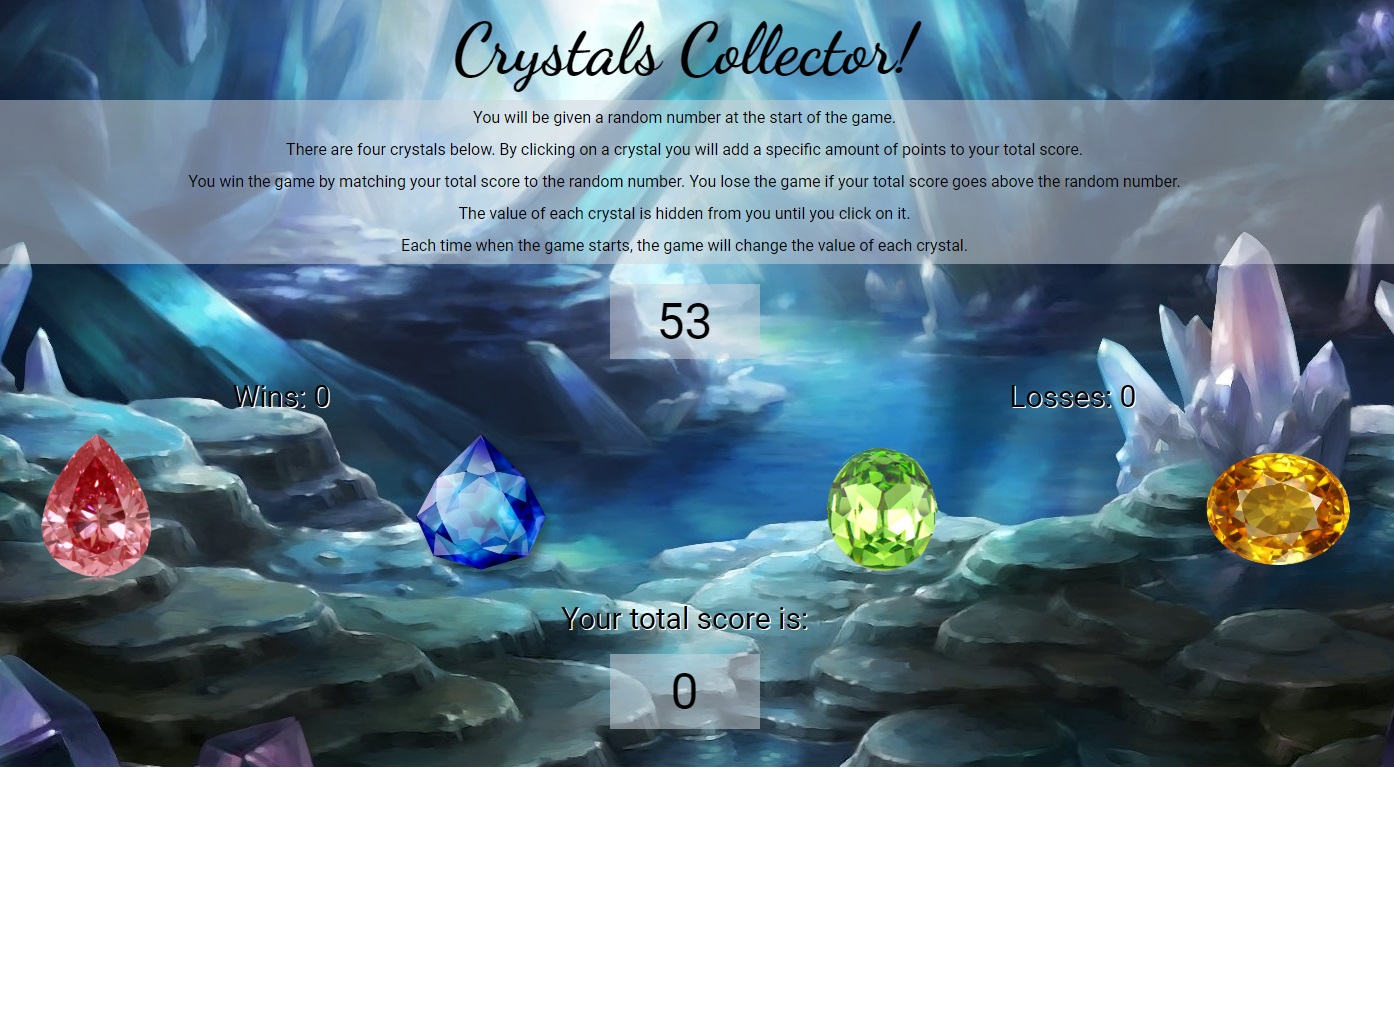 Crystals Collector!
You will be given a random number at the start of the game.
There are four crystals below. By clicking on a crystal you will add a specific amount of points to your total score.
You win the game by matching your total score to the random number. You lose the game if your total score goes above the random number.
The value of each crystal is hidden from you until you click on it.
Each time when the game starts, the game will change the value of each crystal.
53
Wins: 0
Losses: 0
Your total score is:
0